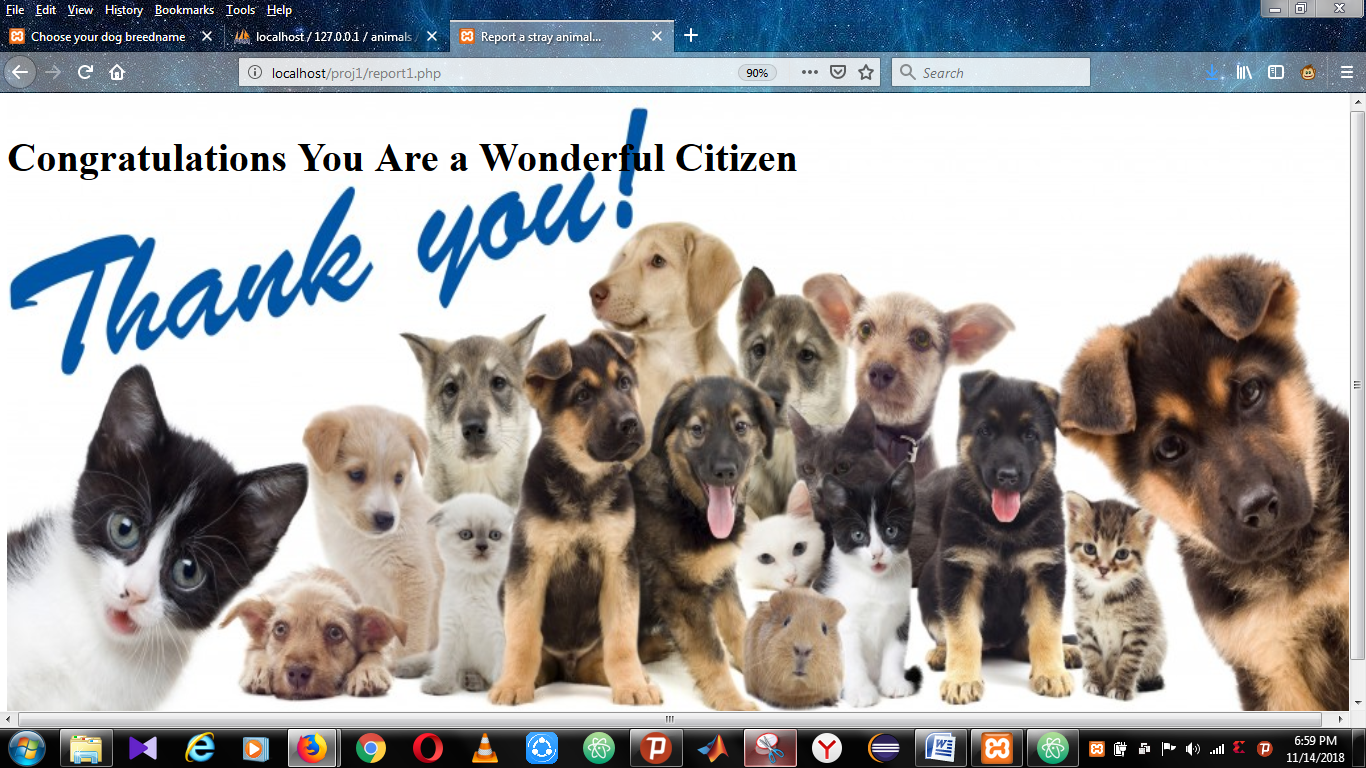 File Edit View History Bookmarks Tools Help
Choose your dog breedname
localhost / 127.0.0.1 / animals
Report a stray animal...
localhost/proj1/report1.php
90%
Search
Congratulations You Are a Wonderful Citizen
Thank you!
6:59 PM
11/14/2018